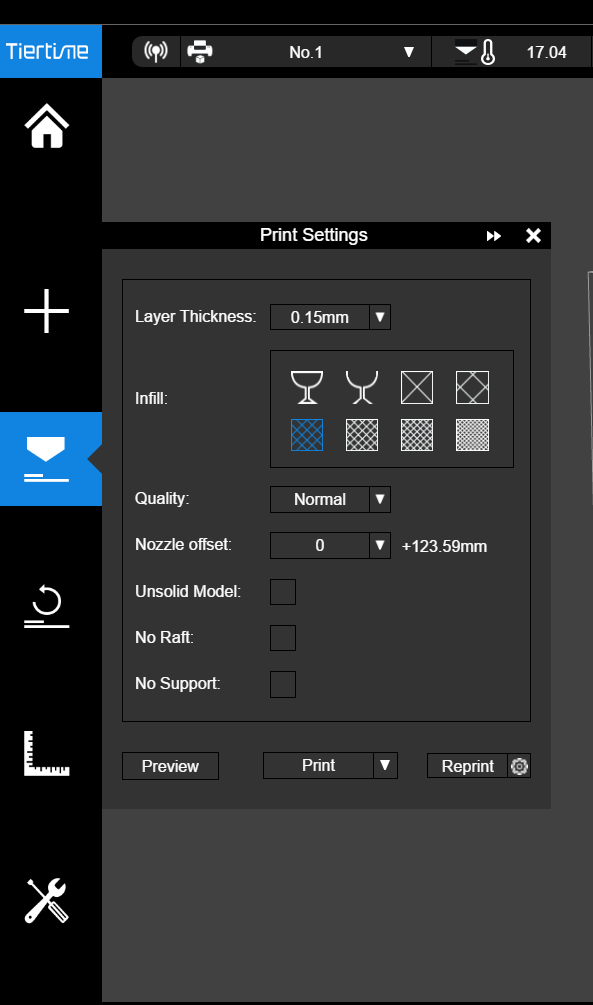 Tiertime
No.1
17.04
Print Settings
Layer Thickness: 0.15mm
Infill:
Quality: Normal
Nozzle offset: 0 +123.59mm
Unsolid Model:
No Raft:
No Support:
Preview Print Reprint